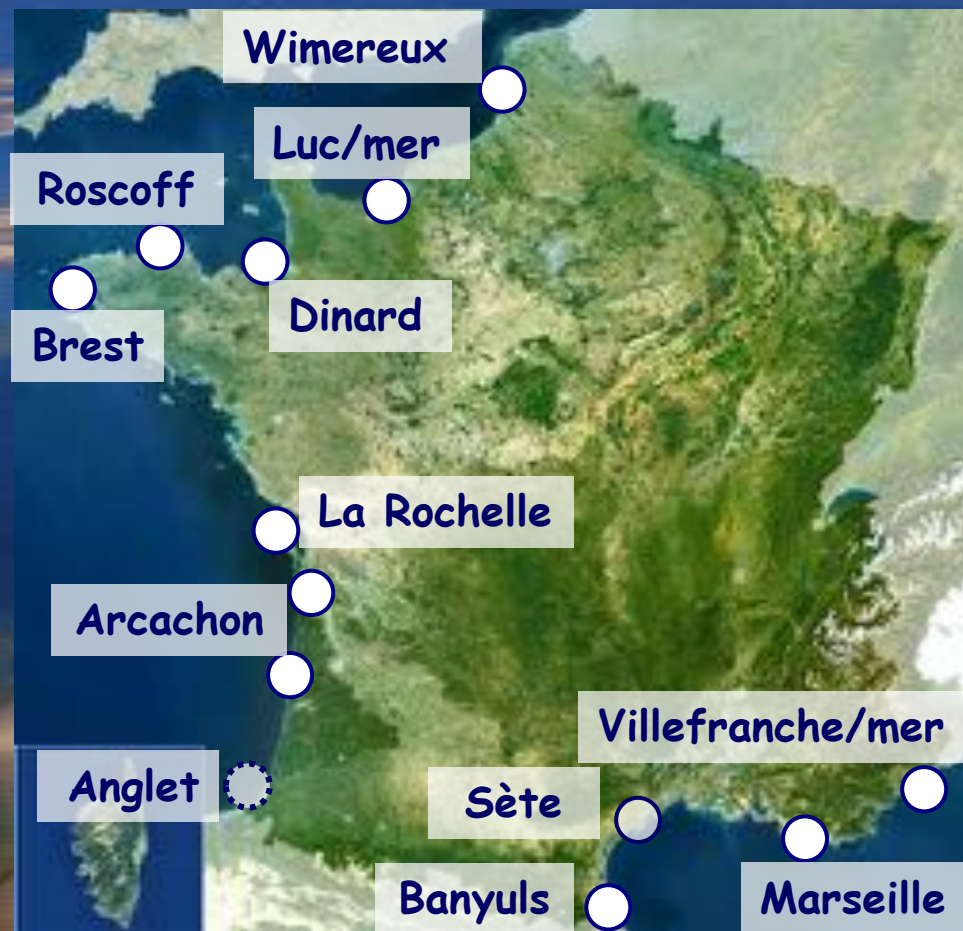 Wimereux
Luc/mer
Roscoff
Dinard
Brest
La Rochelle
Arcachon
Villefranche/mer
Anglet
Sète
Banyuls
Marseille